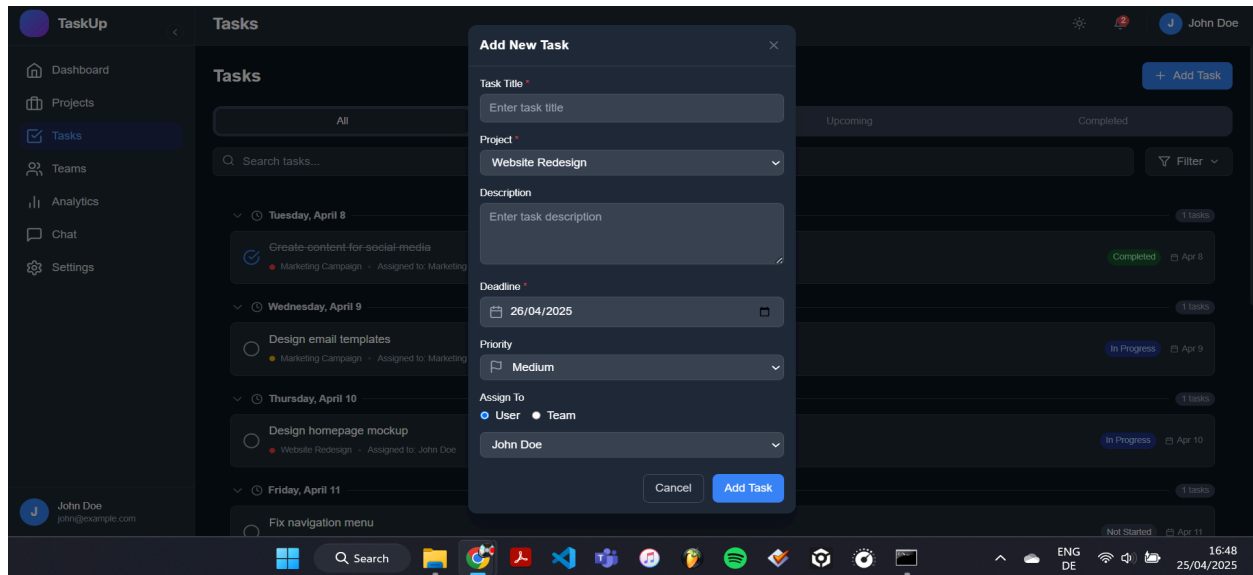 TaskUp
Tasks
2
J
John Doe
Dashboard
Projects
Tasks
Teams
Analytics
Chat
Settings
J
John Doe
john@example.com
Tasks
+ Add Task
All
Upcoming
Completed
Search tasks...
Filter
Tuesday, April 8
1 tasks
Create content for social media
Marketing Campaign • Assigned to: Marketing
Completed
Apr 8
Wednesday, April 9
1 tasks
Design email templates
Marketing Campaign • Assigned to: Marketing
In Progress
Apr 9
Thursday, April 10
1 tasks
Design homepage mockup
Website Redesign • Assigned to: John Doe
In Progress
Apr 10
Friday, April 11
1 tasks
Fix navigation menu
Not Started
Apr 11
Add New Task
Task Title *
Enter task title
Project *
Website Redesign
Description
Enter task description
Deadline *
26/04/2025
Priority
Medium
Assign To
User
Team
John Doe
Cancel
Add Task
Search
ENG
DE
16:48
25/04/2025